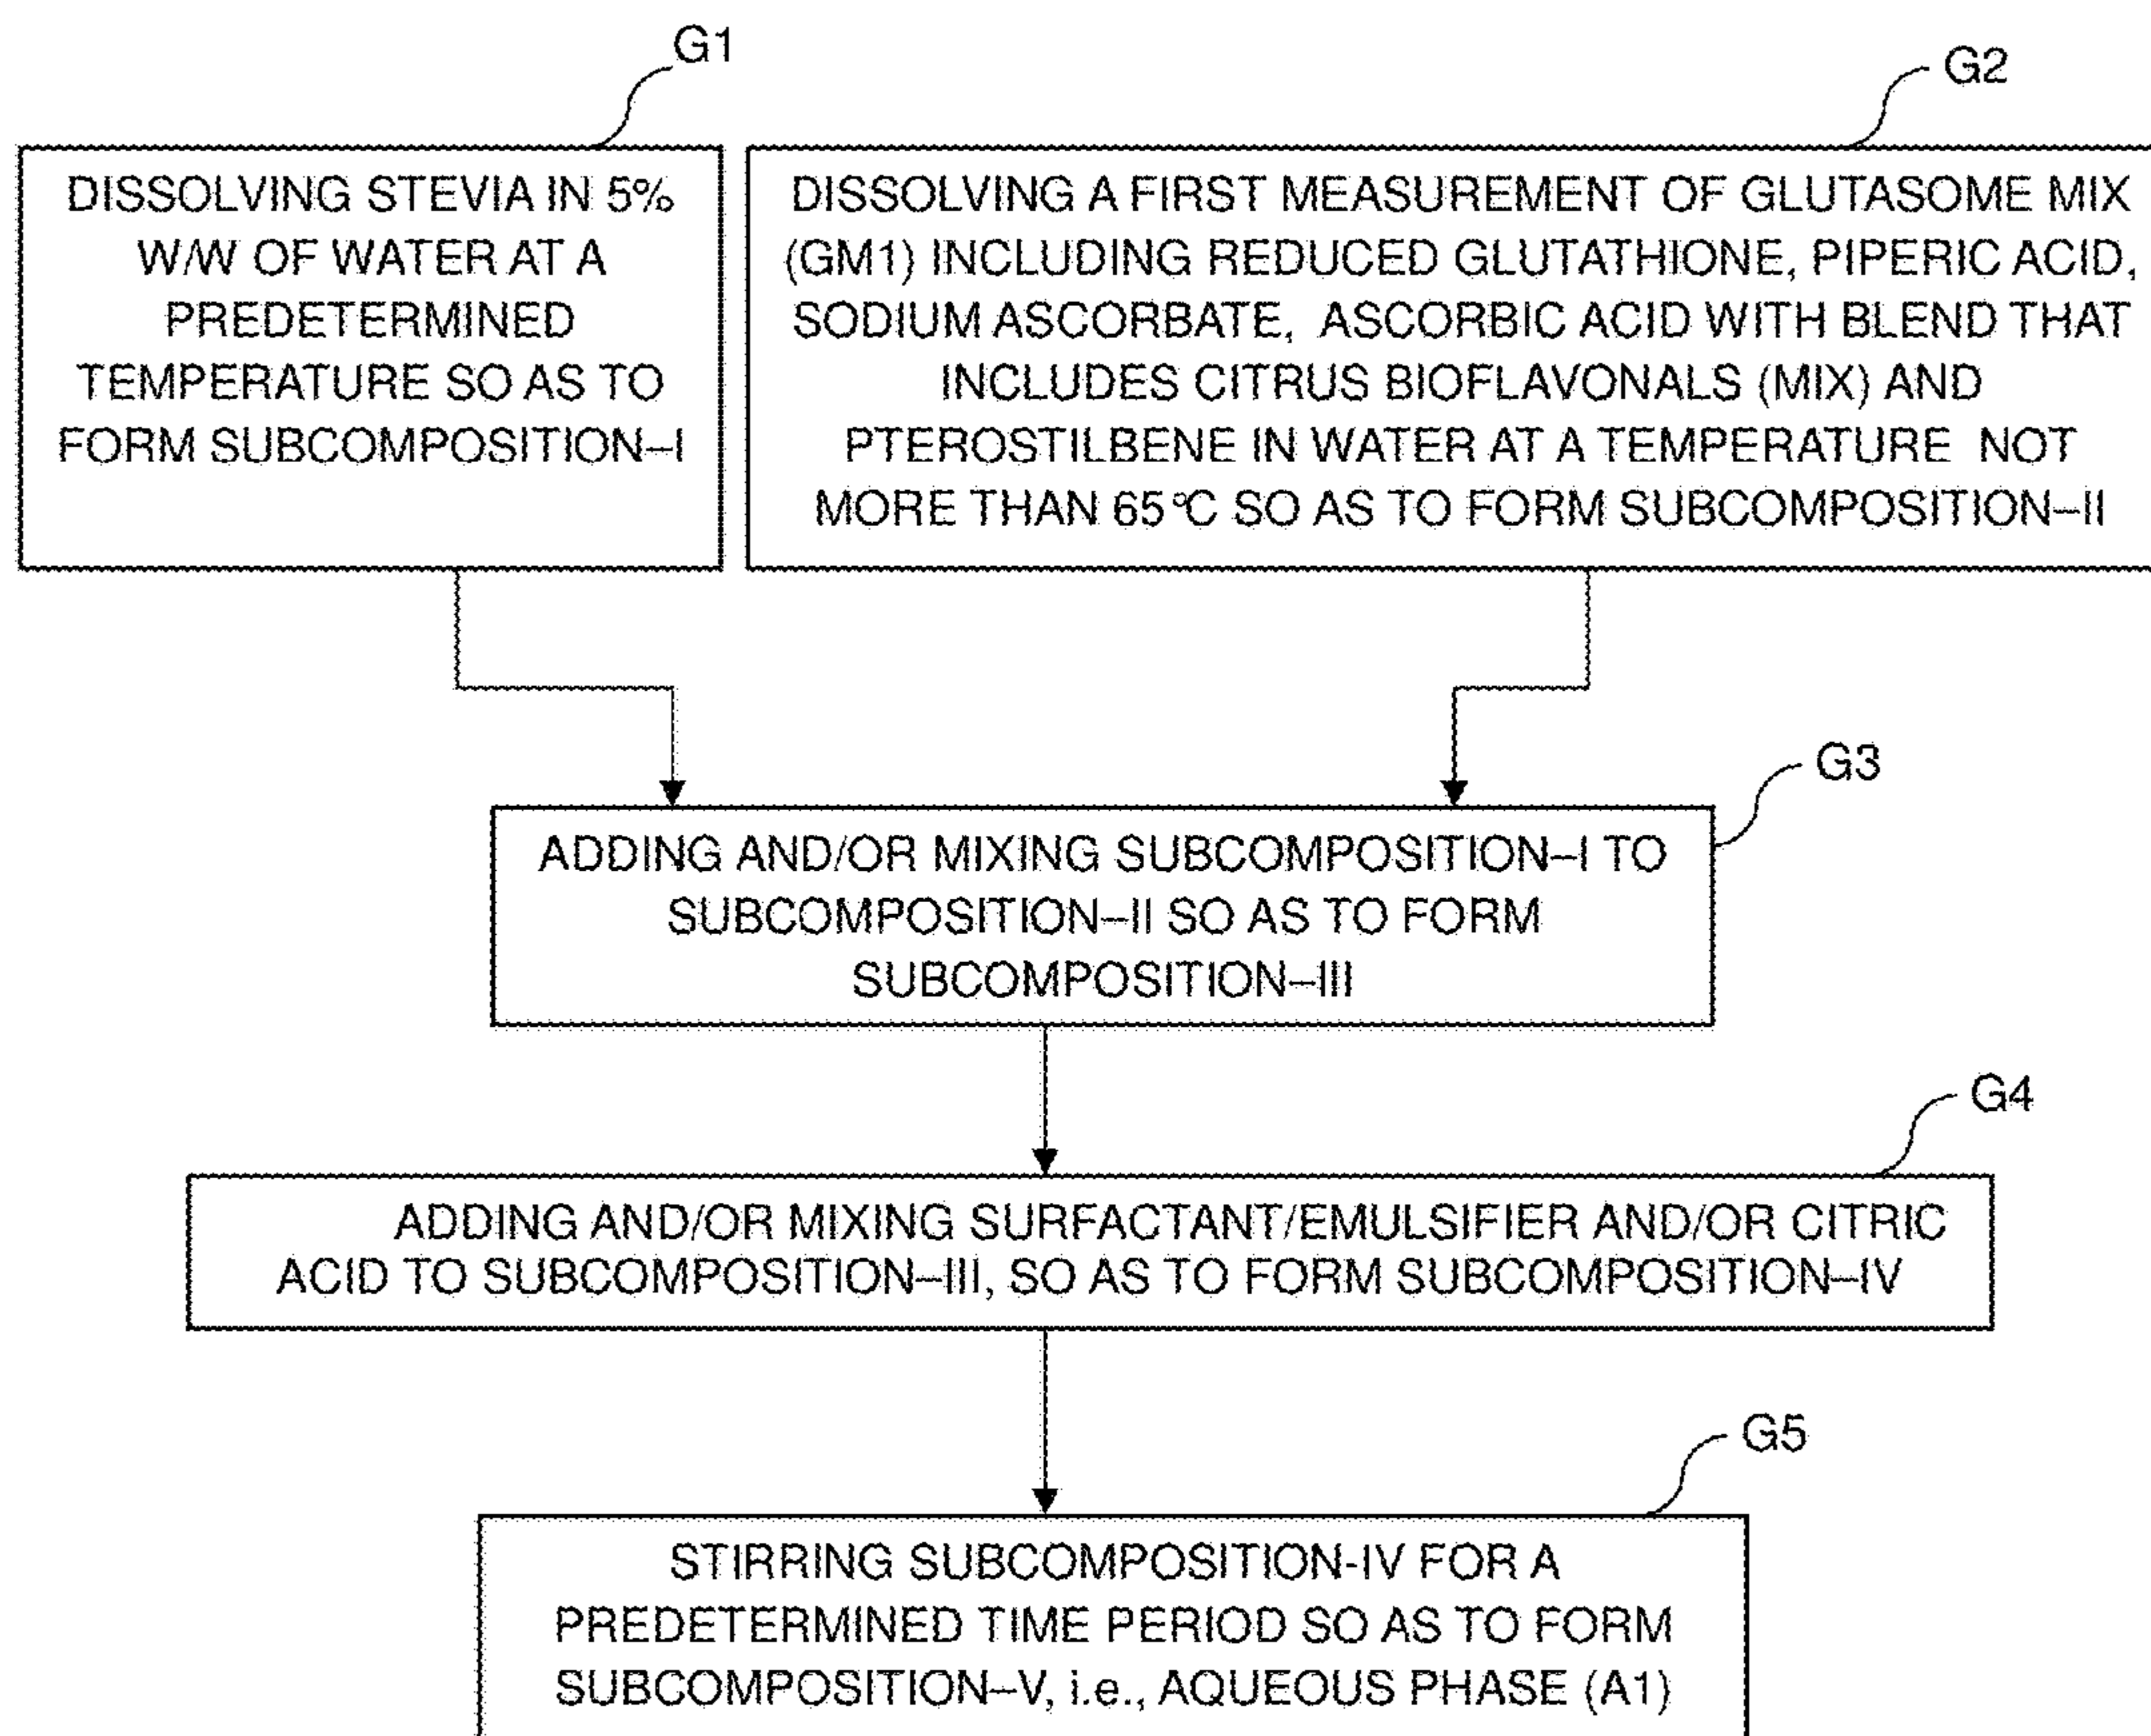 G1
DISSOLVING STEVIA IN 5%
W/W OF WATER AT A
PREDETERMINED
TEMPERATURE SO AS TO
FORM SUBCOMPOSITION–I
G2
DISSOLVING A FIRST MEASUREMENT OF GLUTASOME MIX
(GM1) INCLUDING REDUCED GLUTATHIONE, PIPERIC ACID,
SODIUM ASCORBATE, ASCORBIC ACID WITH BLEND THAT
INCLUDES CITRUS BIOFLAVONALS (MIX) AND
PTEROSTILBENE IN WATER AT A TEMPERATURE NOT
MORE THAN 65°C SO AS TO FORM SUBCOMPOSITION–II
G3
ADDING AND/OR MIXING SUBCOMPOSITION–I TO
SUBCOMPOSITION–II SO AS TO FORM
SUBCOMPOSITION–III
G4
ADDING AND/OR MIXING SURFACTANT/EMULSIFIER AND/OR CITRIC
ACID TO SUBCOMPOSITION–III, SO AS TO FORM SUBCOMPOSITION–IV
G5
STIRRING SUBCOMPOSITION-IV FOR A
PREDETERMINED TIME PERIOD SO AS TO FORM
SUBCOMPOSITION–V, i.e., AQUEOUS PHASE (A1)